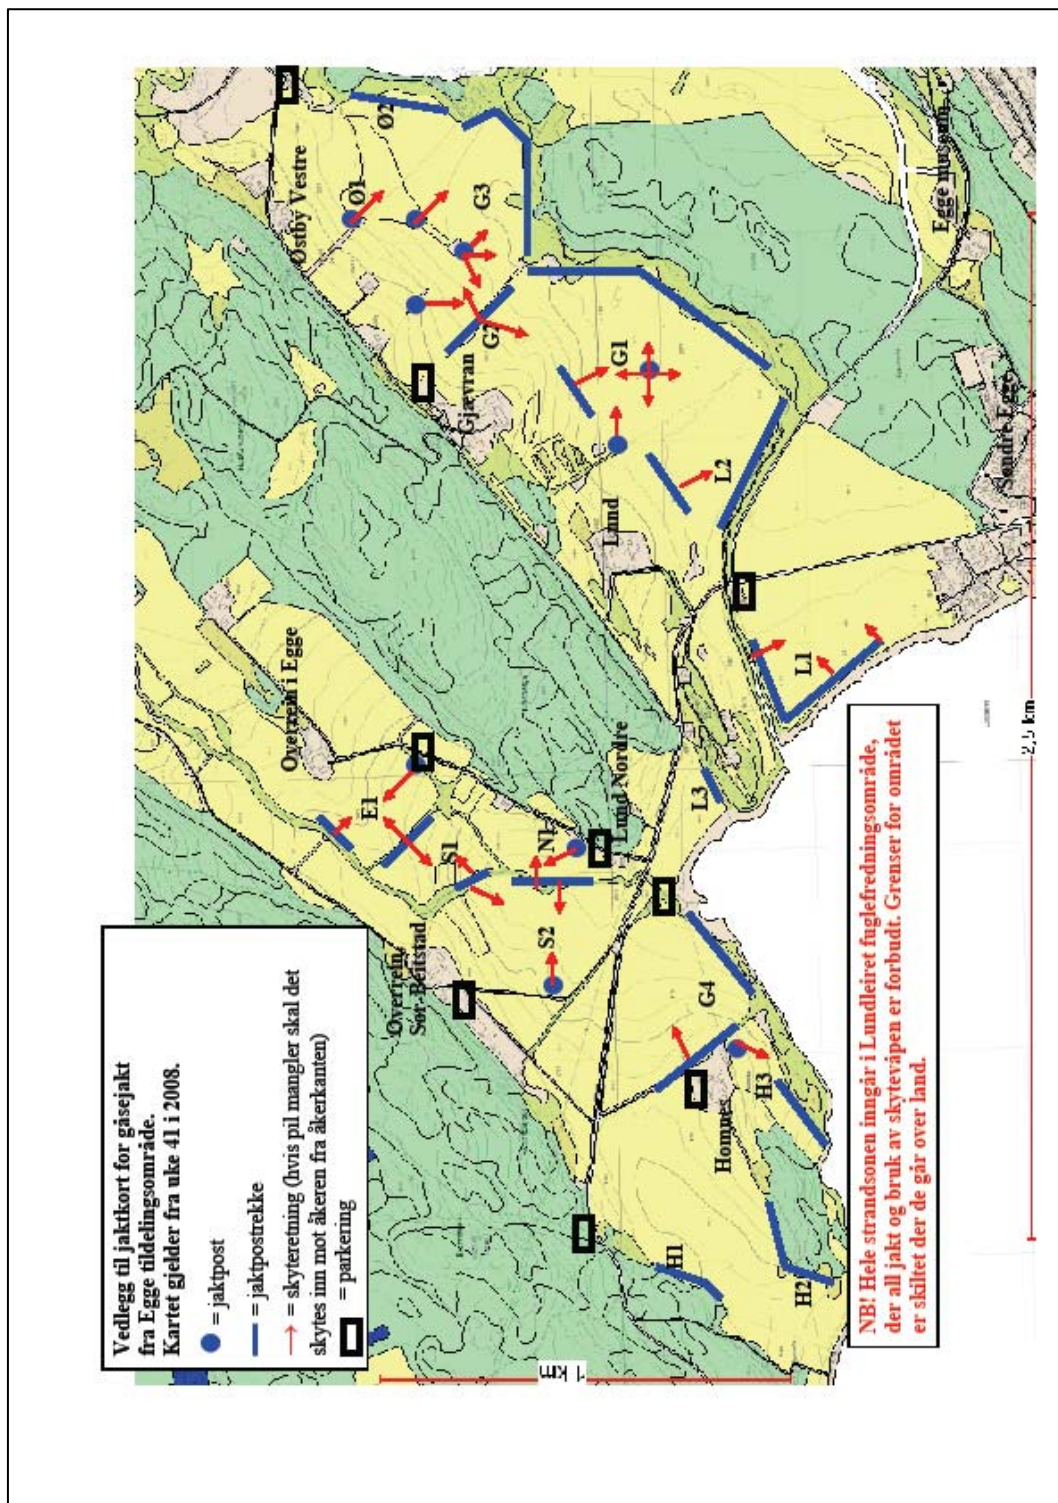 Vedlegg til jaktkort for gåsejakt
fra Egge tildelingsområde.
Kartet gjelder fra uke 41 i 2008.
= jaktpost
= jaktpostrekke
= skyteretning (hvis pil mangler skal det
skytes inn mot åkeren fra åkerkanten)
= parkering
Overrein,
Sør-Beitstad
Overrein i Egge
Østby Vestre
Gjævran
Lund
Lund Nordre
Homnes
Søndre Egge
Egge museum
E1
S1
S2
N1
Ø1
Ø2
G1
G2
G3
G4
L1
L2
L3
H1
H2
H3
1 km
2,5 km
NB! Hele strandsonen inngår i Lundleiret fuglefredningsområde,
der all jakt og bruk av skytevåpen er forbudt. Grenser for området
er skiltet der de går over land.